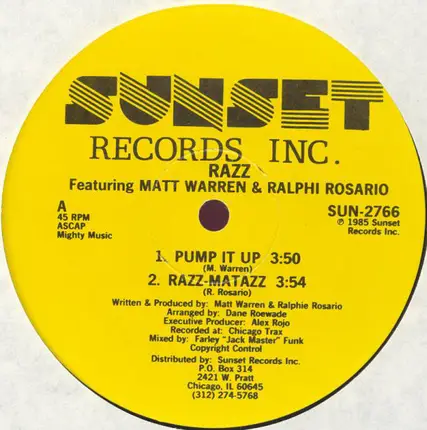 SUNSET
RECORDS INC.
RAZZ
Featuring MATT WARREN & RALPHI ROSARIO
A
45 RPM
ASCAP
Mighty Music
SUN-2766
℗ 1985 Sunset
Records Inc.
1. PUMP IT UP 3:50
(M. Warren)
2. RAZZ-MATAZZ 3:54
(R. Rosario)
Written & Produced by: Matt Warren & Ralphie Rosario
Arranged by: Dane Roewade
Executive Producer: Alex Rojo
Recorded at: Chicago Trax
Mixed by: Farley "Jack Master" Funk
Copyright Control
Distributed by: Sunset Records Inc.
P.O. Box 314
2421 W. Pratt
Chicago, IL 60645
(312) 274-5768